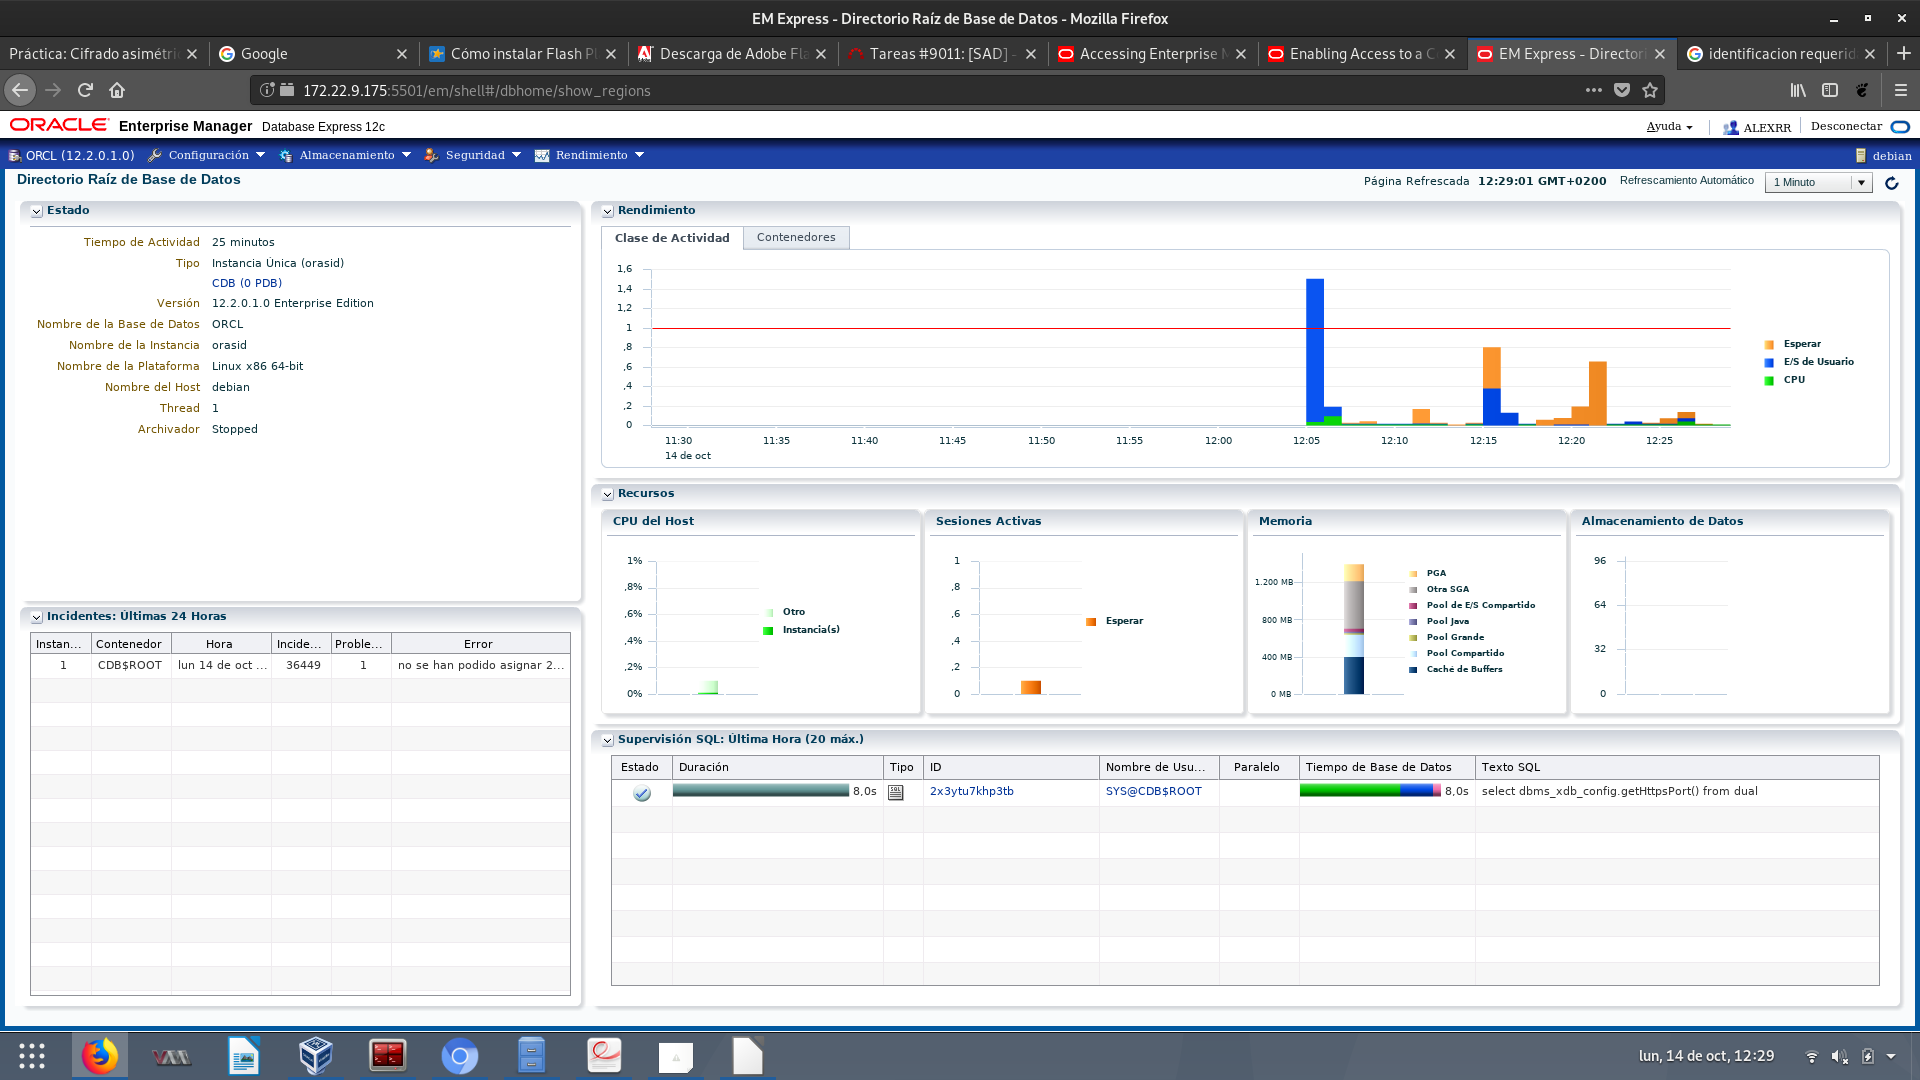 EM Express - Directorio Raíz de Base de Datos - Mozilla Firefox
Práctica: Cifrado asimétri
Google
Cómo instalar Flash Pl
Descarga de Adobe Fla
Tareas #9011: [SAD] -
Accessing Enterprise M
Enabling Access to a C
EM Express - Directori
identificacion requerid
172.22.9.175:5501/em/shell#/dbhome/show_regions
ORACLE Enterprise Manager Database Express 12c
Ayuda
ALEXRR
Desconectar
ORCL (12.2.0.1.0)
Configuración
Almacenamiento
Seguridad
Rendimiento
debian
Directorio Raíz de Base de Datos
Página Refrescada 12:29:01 GMT+0200 Refrescamiento Automático 1 Minuto
Estado
Tiempo de Actividad 25 minutos
Tipo Instancia Única (orasid)
CDB (0 PDB)
Versión 12.2.0.1.0 Enterprise Edition
Nombre de la Base de Datos ORCL
Nombre de la Instancia orasid
Nombre de la Plataforma Linux x86 64-bit
Nombre del Host debian
Thread 1
Archivador Stopped
Incidentes: Últimas 24 Horas
Instan... Contenedor Hora Incide... Proble... Error
1 CDB$ROOT lun 14 de oct ... 36449 1 no se han podido asignar 2...
Rendimiento
Clase de Actividad
Contenedores
1,6
1,4
1,2
1
,8
,6
,4
,2
0
11:30 11:35 11:40 11:45 11:50 11:55 12:00 12:05 12:10 12:15 12:20 12:25
14 de oct
Esperar
E/S de Usuario
CPU
Recursos
CPU del Host
1%
,8%
,6%
,4%
,2%
0%
Otro
Instancia(s)
Sesiones Activas
1
,8
,6
,4
,2
0
Esperar
Memoria
1.200 MB
800 MB
400 MB
0 MB
PGA
Otra SGA
Pool de E/S Compartido
Pool Java
Pool Grande
Pool Compartido
Caché de Buffers
Almacenamiento de Datos
96
64
32
0
Supervisión SQL: Última Hora (20 máx.)
Estado Duración Tipo ID Nombre de Usu... Paralelo Tiempo de Base de Datos Texto SQL
8,0s SQL 2x3ytu7khp3tb SYS@CDB$ROOT 8,0s select dbms_xdb_config.getHttpsPort() from dual
lun, 14 de oct, 12:29